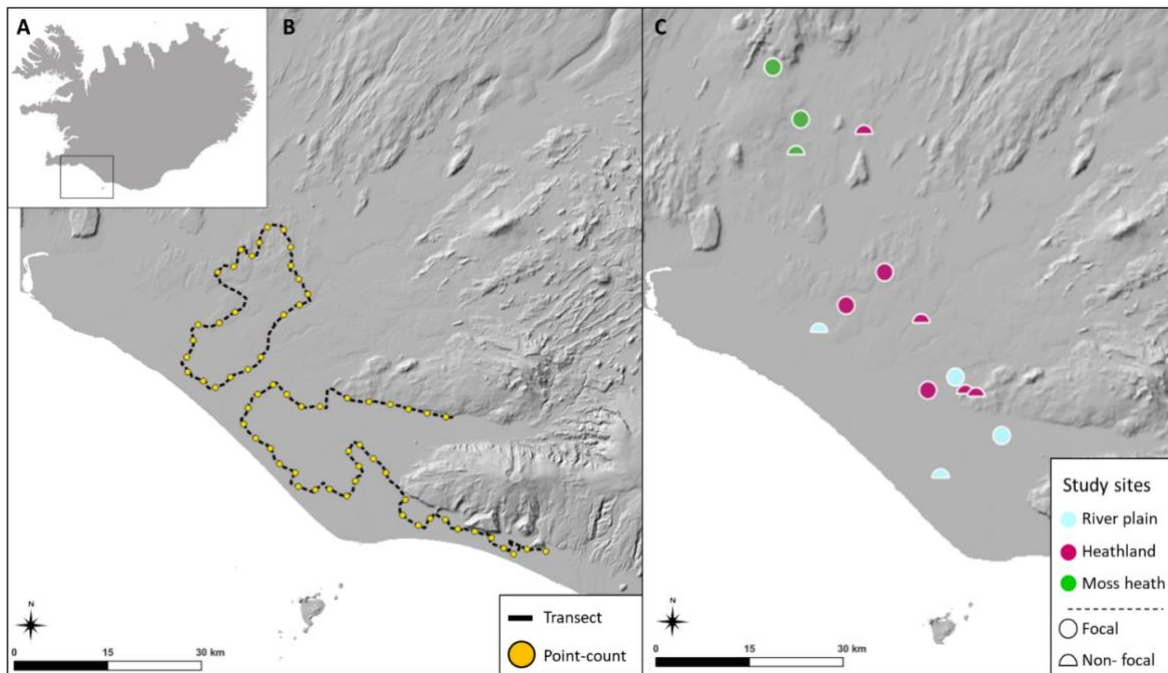 A
B
N
0 15 30 km
Transect
Point-count
C
N
0 15 30 km
Study sites
River plain
Heathland
Moss heath
Focal
Non- focal